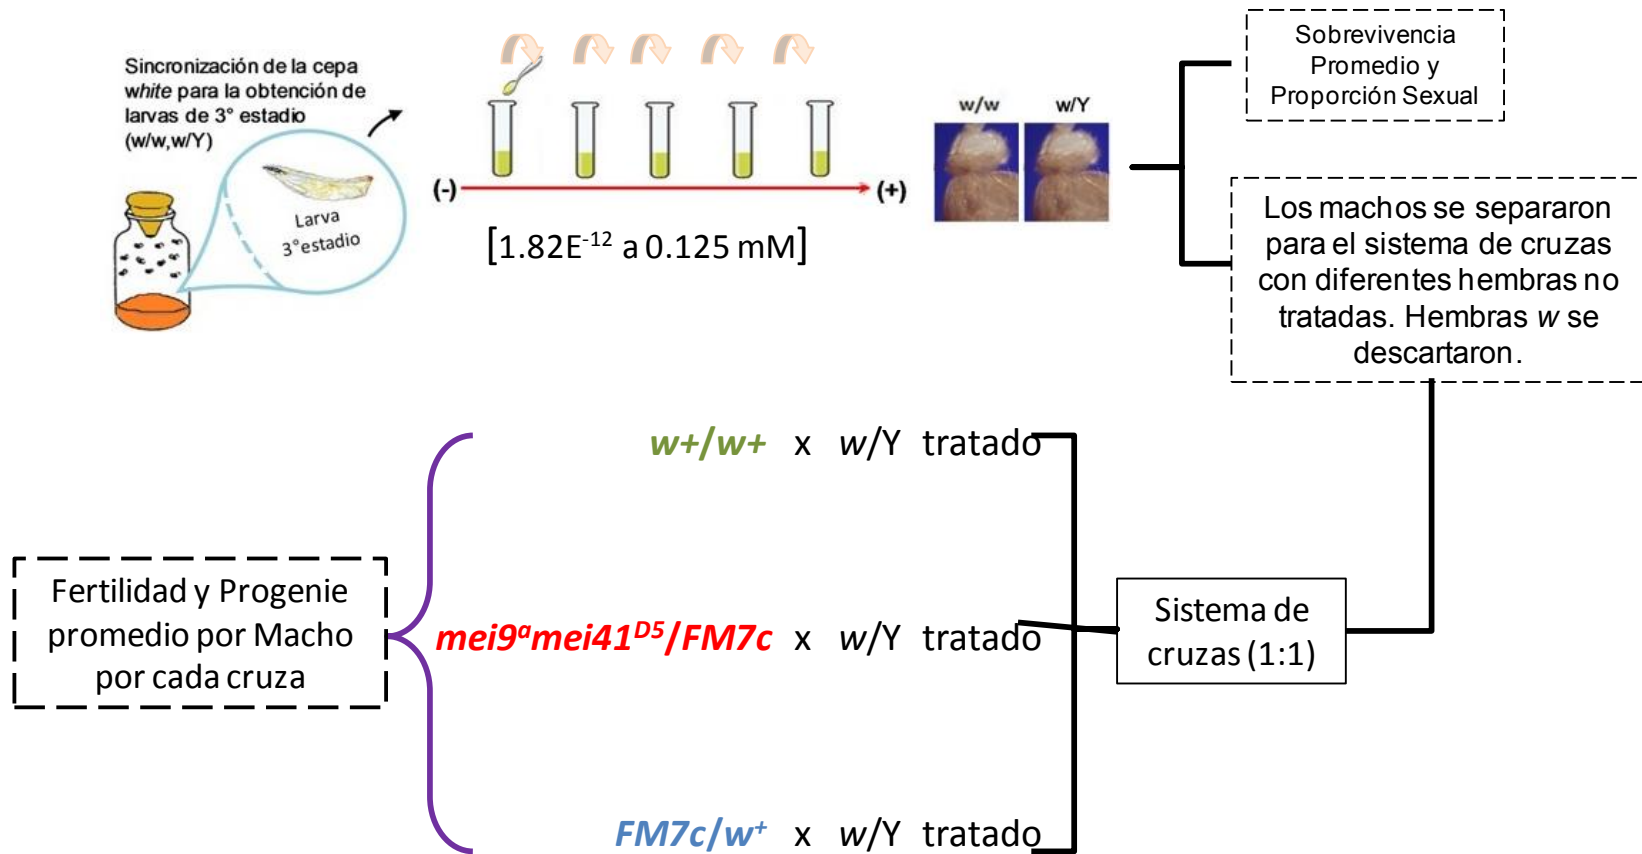 Sincronización de la cepa
white para la obtención de
larvas de 3° estadio
(w/w,w/Y)
Larva
3°estadio
(-)
(+)
[1.82E-12 a 0.125 mM]
w/w
w/Y
Sobrevivencia
Promedio y
Proporción Sexual
Los machos se separaron
para el sistema de cruzas
con diferentes hembras no
tratadas. Hembras w se
descartaron.
w+/w+ x w/Y tratado
mei9ᵃmei41ᴰ⁵/FM7c x w/Y tratado
FM7c/w⁺ x w/Y tratado
Sistema de
cruzas (1:1)
Fertilidad y Progenie
promedio por Macho
por cada cruza